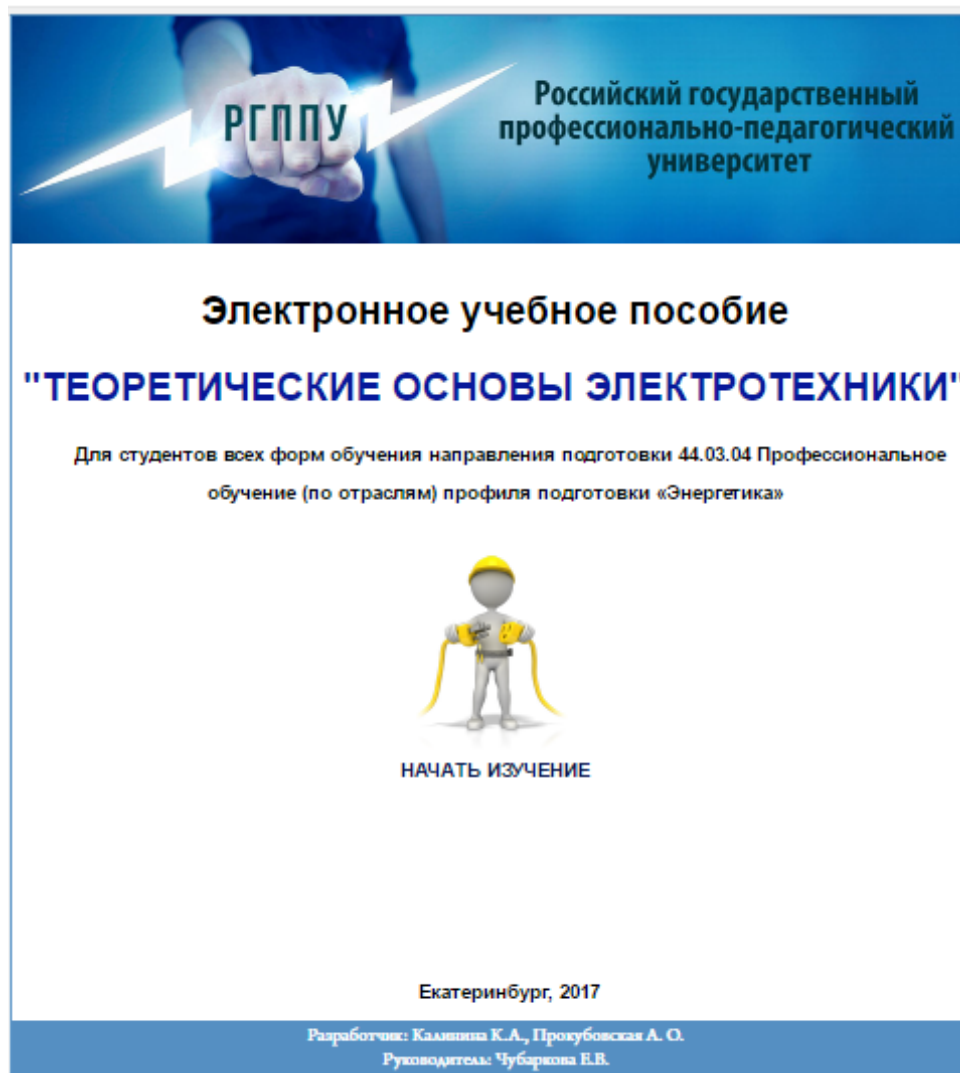 РГППУ
Российский государственный
профессионально-педагогический
университет
Электронное учебное пособие
"ТЕОРЕТИЧЕСКИЕ ОСНОВЫ ЭЛЕКТРОТЕХНИКИ"
Для студентов всех форм обучения направления подготовки 44.03.04 Профессиональное
обучение (по отраслям) профиля подготовки «Энергетика»
НАЧАТЬ ИЗУЧЕНИЕ
Екатеринбург, 2017
Разработчик: Калинина К.А., Прокубовская А. О.
Руководитель: Чубаркова Е.В.